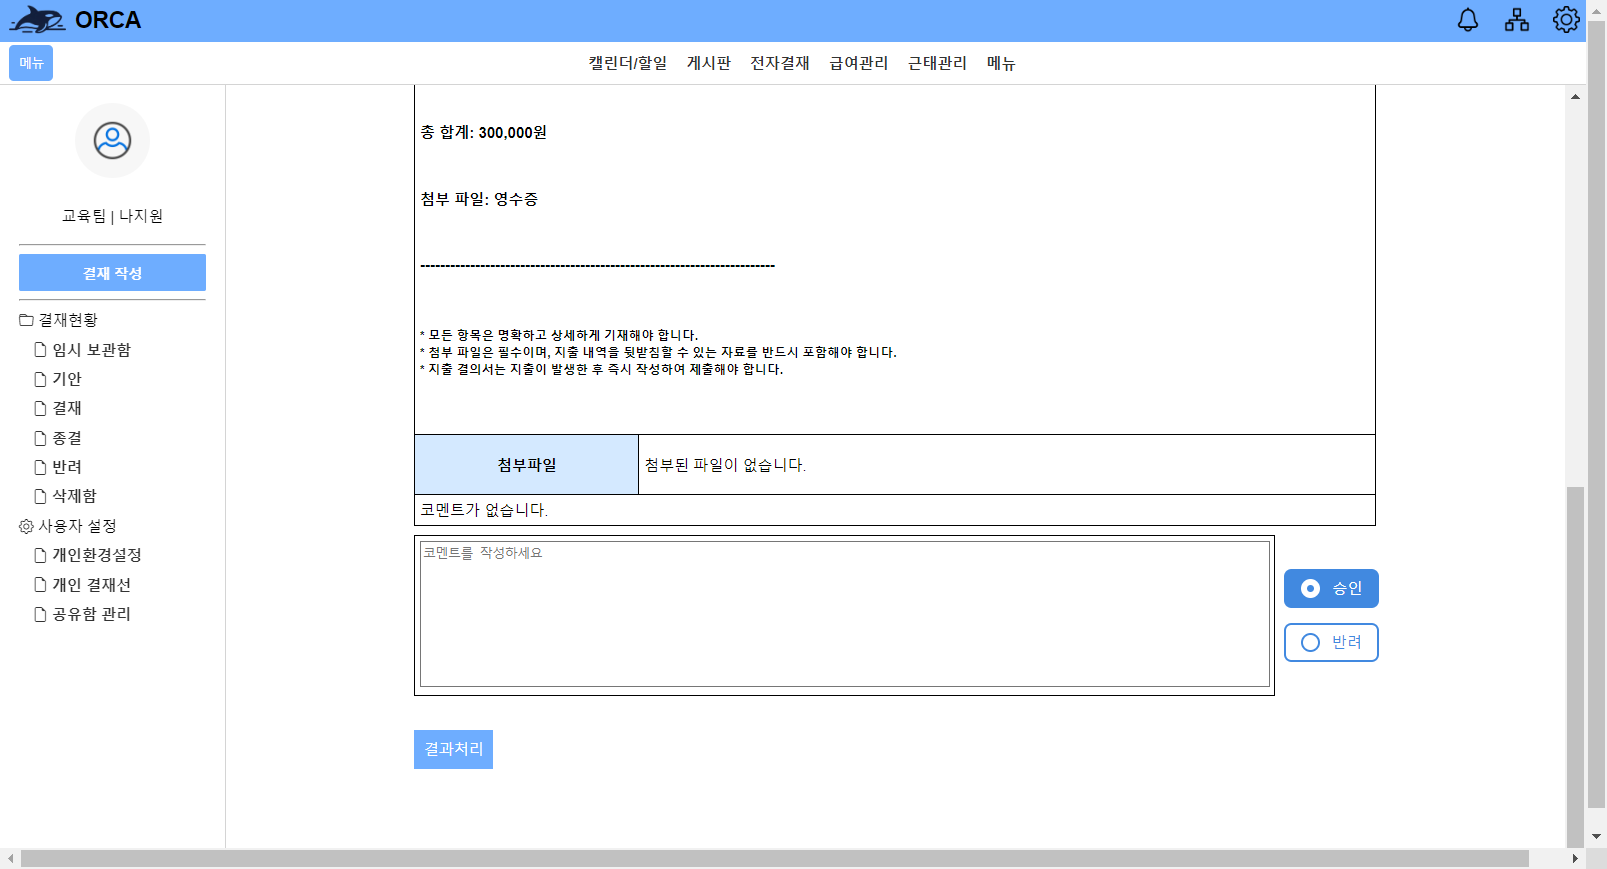 ORCA
메뉴
캘린더/할일 게시판 전자결재 급여관리 근태관리 메뉴
교육팀 | 나지원
결재 작성
결재현황
임시 보관함
기안
결재
종결
반려
삭제함
사용자 설정
개인환경설정
개인 결재선
공유함 관리
총 합계: 300,000원
첨부 파일: 영수증
-----------------------------------------------------------------------
* 모든 항목은 명확하고 상세하게 기재해야 합니다.
* 첨부 파일은 필수이며, 지출 내역을 뒷받침할 수 있는 자료를 반드시 포함해야 합니다.
* 지출 결의서는 지출이 발생한 후 즉시 작성하여 제출해야 합니다.
첨부파일 첨부된 파일이 없습니다.
코멘트가 없습니다.
코멘트를 작성하세요
승인
반려
결과처리